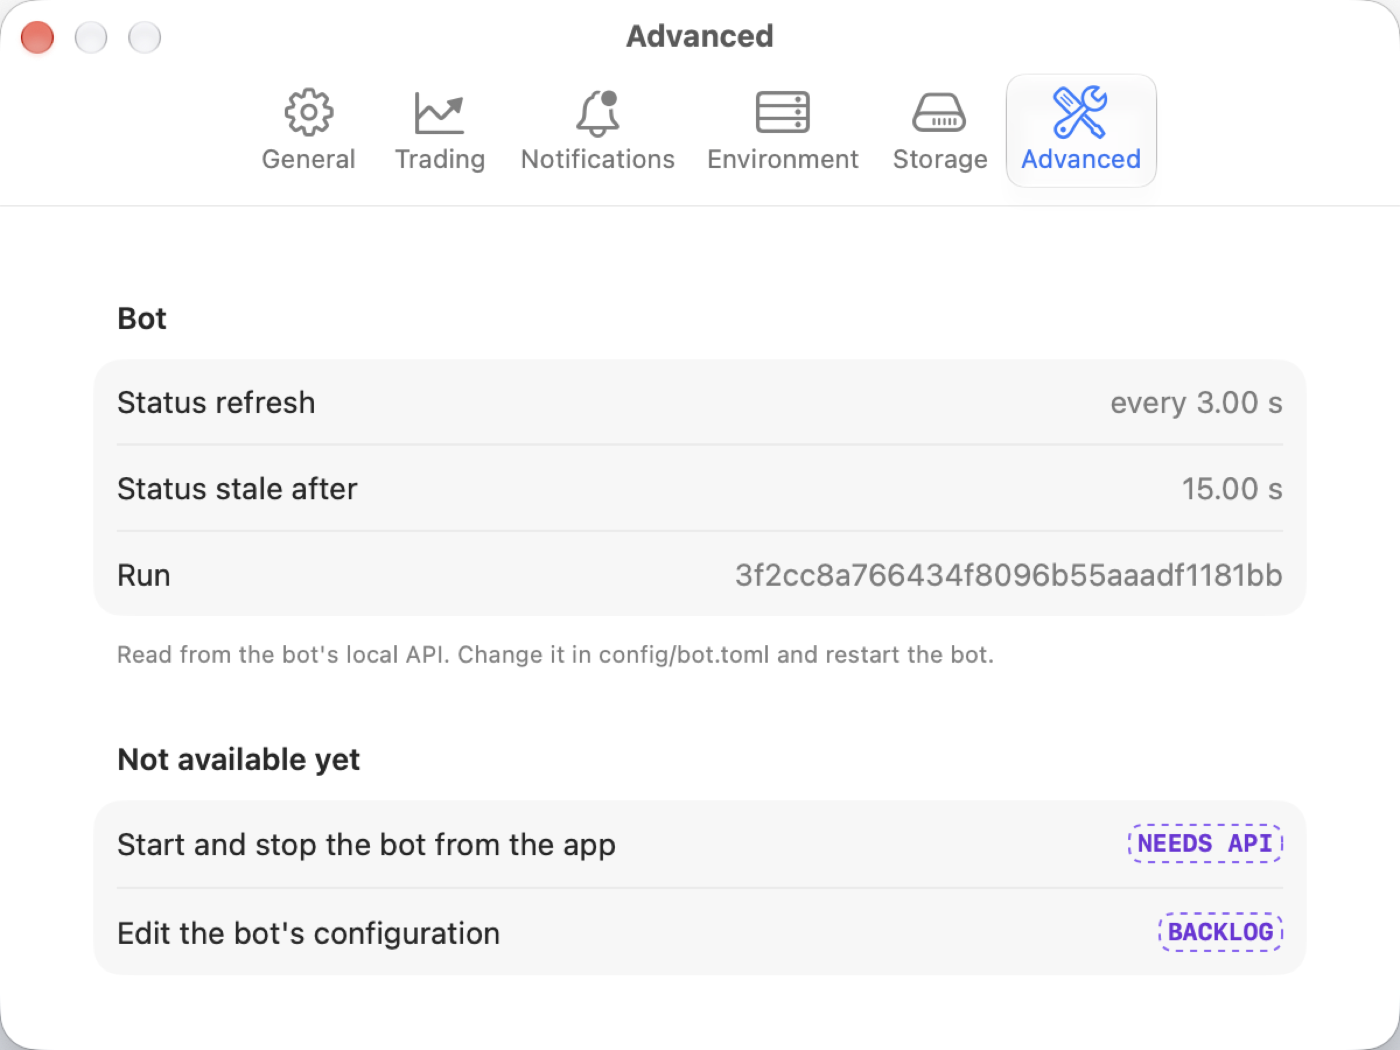 Advanced
General
Trading
Notifications
Environment
Storage
Advanced
Bot
Status refresh every 3.00 s
Status stale after 15.00 s
Run 3f2cc8a766434f8096b55aaadf1181bb
Read from the bot's local API. Change it in config/bot.toml and restart the bot.
Not available yet
Start and stop the bot from the app NEEDS API
Edit the bot's configuration BACKLOG